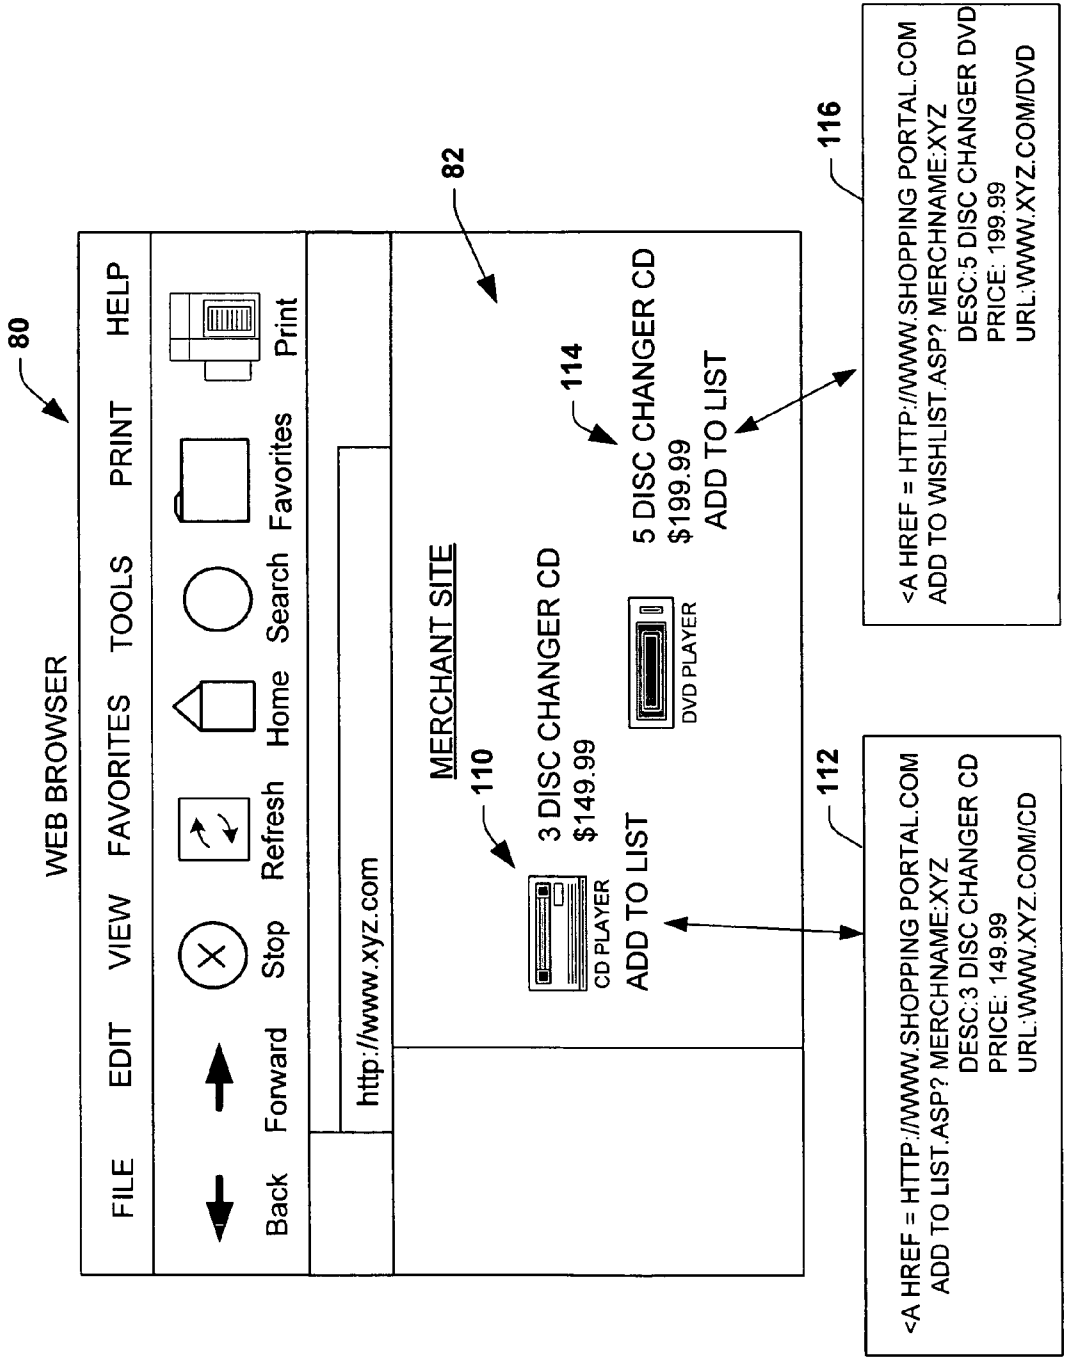 WEB BROWSER
80
FILE EDIT VIEW FAVORITES TOOLS PRINT HELP
Back Forward Stop Refresh Home Search Favorites Print
http://www.xyz.com
82
MERCHANT SITE
110
3 DISC CHANGER CD
$149.99
CD PLAYER
ADD TO LIST
114
5 DISC CHANGER CD
$199.99
ADD TO LIST
DVD PLAYER
112
<A HREF = HTTP://WWW.SHOPPING PORTAL.COM
ADD TO LIST.ASP? MERCHNAME:XYZ
DESC:3 DISC CHANGER CD
PRICE: 149.99
URL:WWW.XYZ.COM/CD
116
<A HREF = HTTP://WWW.SHOPPING PORTAL.COM
ADD TO WISHLIST.ASP? MERCHNAME:XYZ
DESC:5 DISC CHANGER DVD
PRICE: 199.99
URL:WWW.XYZ.COM/DVD